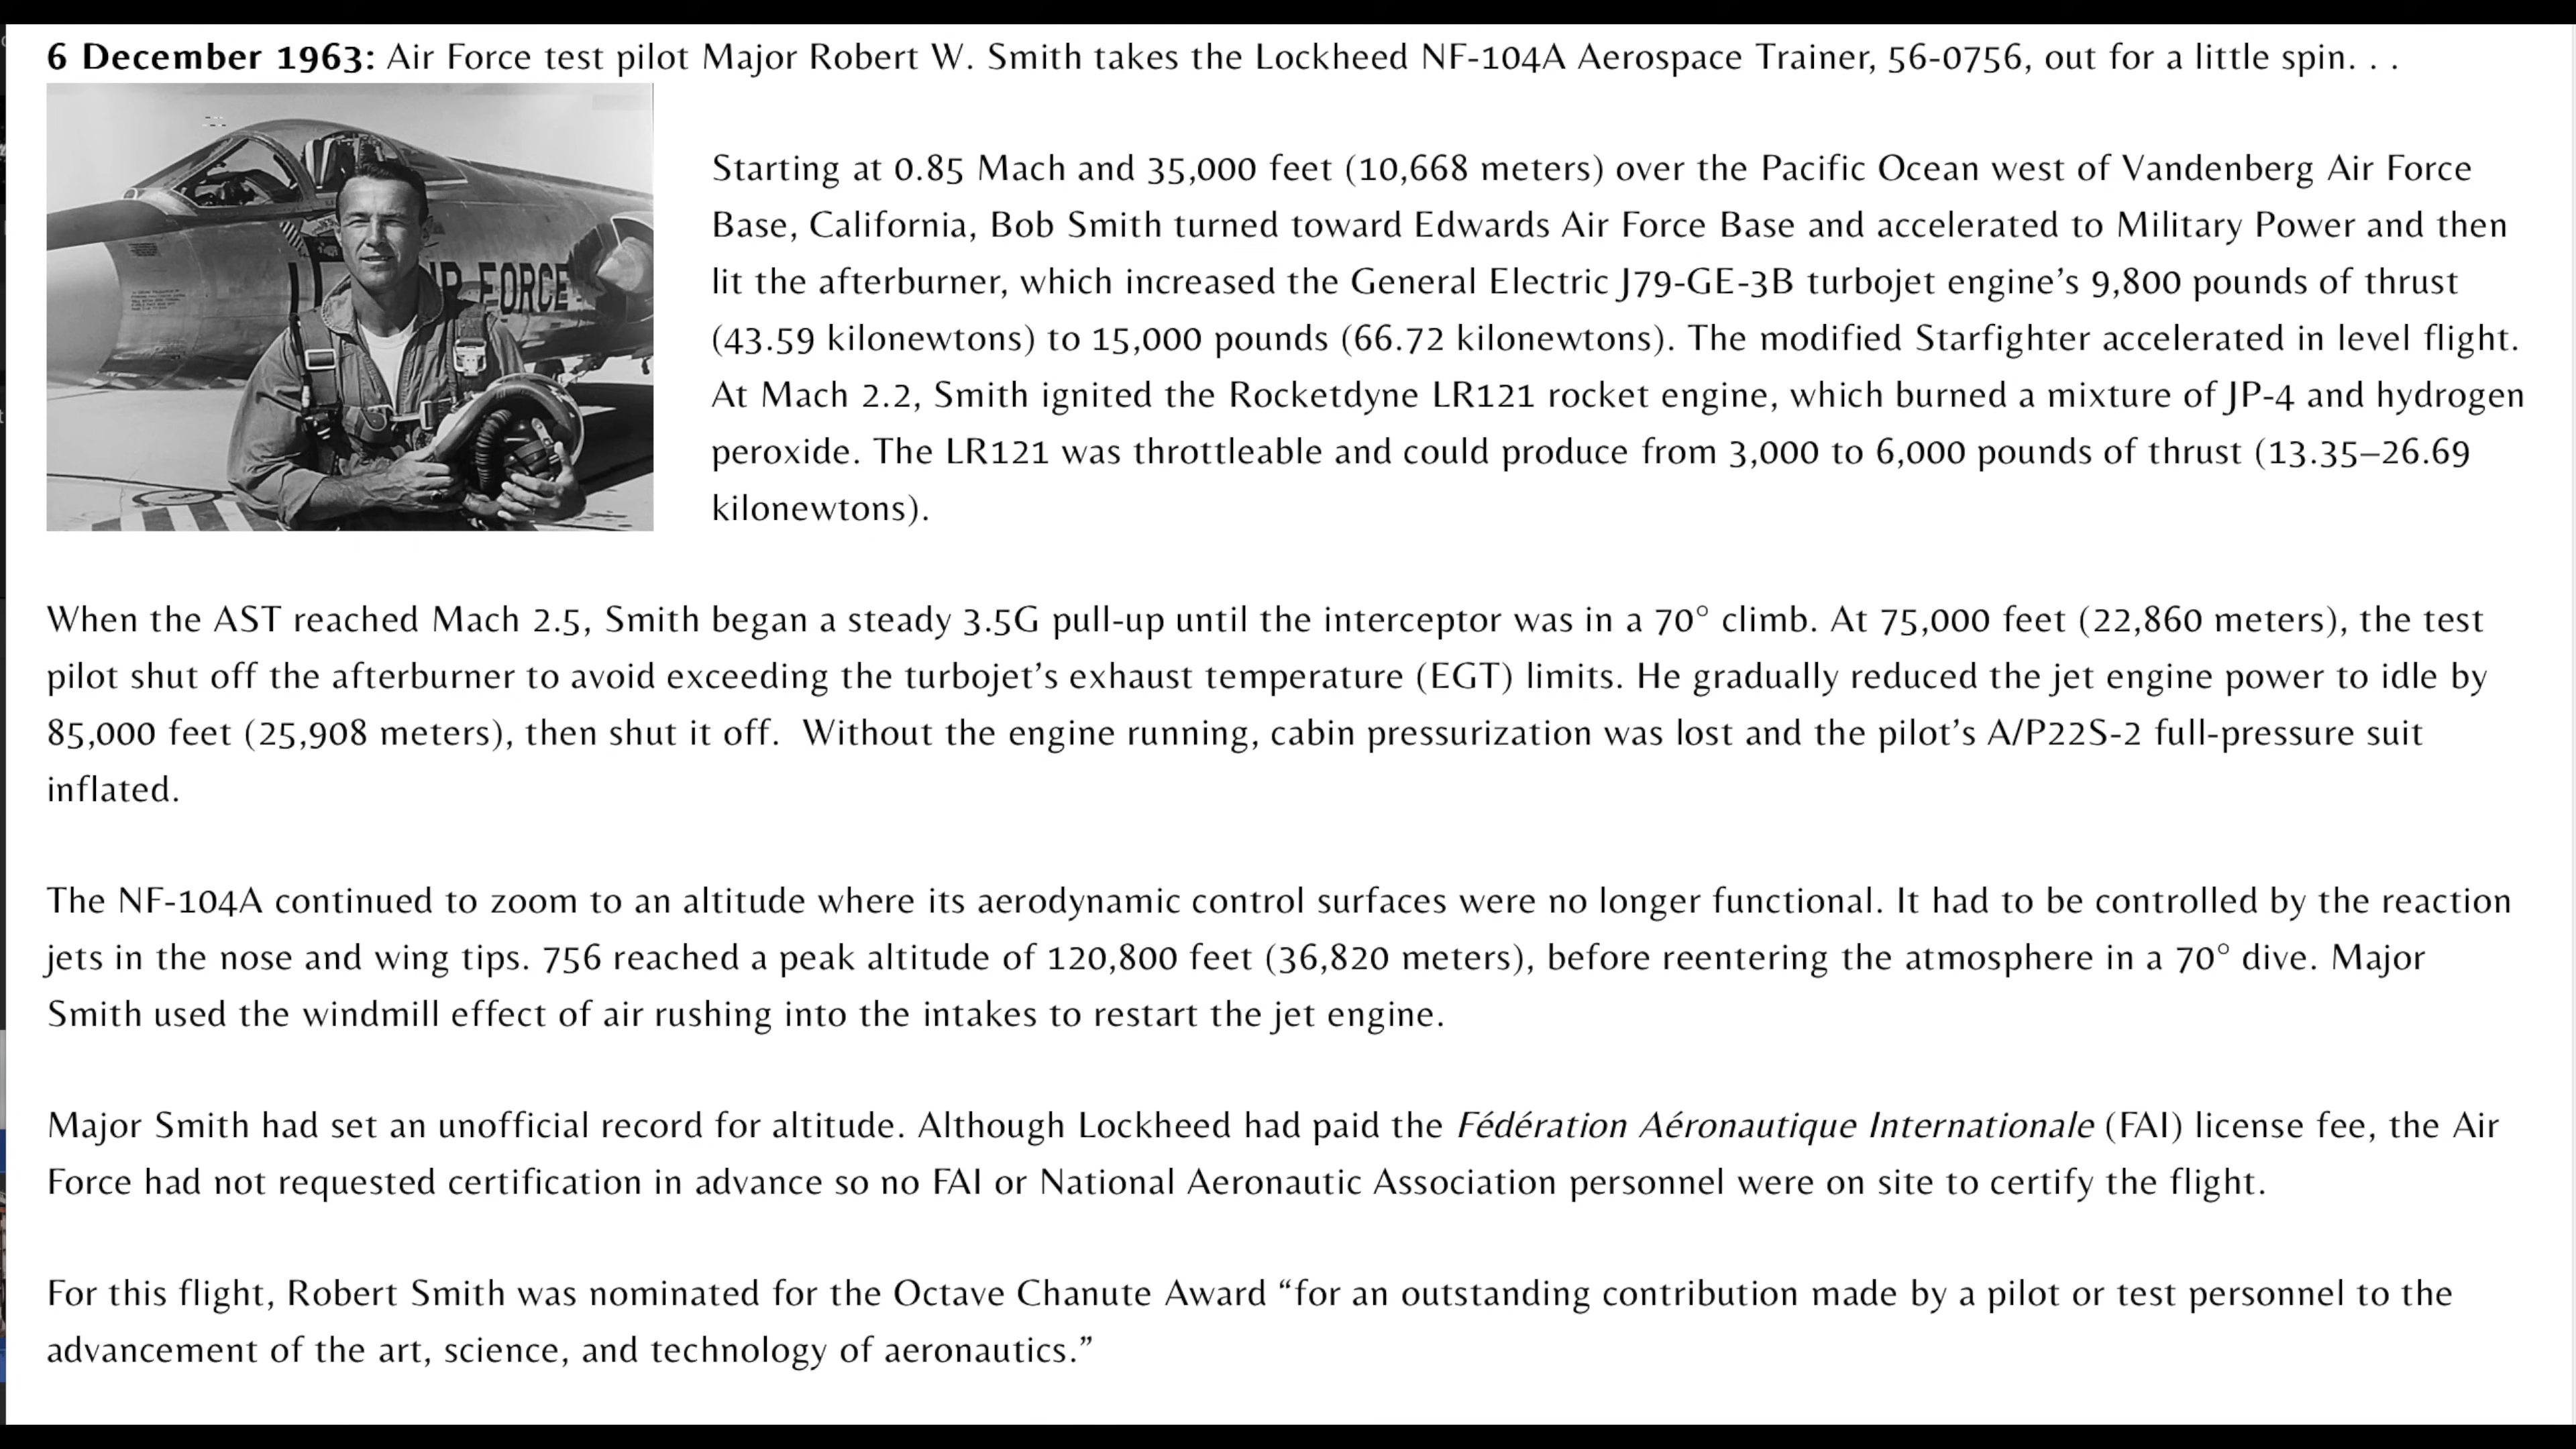 6 December 1963: Air Force test pilot Major Robert W. Smith takes the Lockheed NF-104A Aerospace Trainer, 56-0756, out for a little spin. . .
Starting at 0.85 Mach and 35,000 feet (10,668 meters) over the Pacific Ocean west of Vandenberg Air Force
Base, California, Bob Smith turned toward Edwards Air Force Base and accelerated to Military Power and then
lit the afterburner, which increased the General Electric J79-GE-3B turbojet engine’s 9,800 pounds of thrust
(43.59 kilonewtons) to 15,000 pounds (66.72 kilonewtons). The modified Starfighter accelerated in level flight.
At Mach 2.2, Smith ignited the Rocketdyne LR121 rocket engine, which burned a mixture of JP-4 and hydrogen
peroxide. The LR121 was throttleable and could produce from 3,000 to 6,000 pounds of thrust (13.35–26.69
kilonewtons).
FORCE
When the AST reached Mach 2.5, Smith began a steady 3.5G pull-up until the interceptor was in a 70° climb. At 75,000 feet (22,860 meters), the test
pilot shut off the afterburner to avoid exceeding the turbojet’s exhaust temperature (EGT) limits. He gradually reduced the jet engine power to idle by
85,000 feet (25,908 meters), then shut it off.  Without the engine running, cabin pressurization was lost and the pilot’s A/P22S-2 full-pressure suit
inflated.
The NF-104A continued to zoom to an altitude where its aerodynamic control surfaces were no longer functional. It had to be controlled by the reaction
jets in the nose and wing tips. 756 reached a peak altitude of 120,800 feet (36,820 meters), before reentering the atmosphere in a 70° dive. Major
Smith used the windmill effect of air rushing into the intakes to restart the jet engine.
Major Smith had set an unofficial record for altitude. Although Lockheed had paid the Fédération Aéronautique Internationale (FAI) license fee, the Air
Force had not requested certification in advance so no FAI or National Aeronautic Association personnel were on site to certify the flight.
For this flight, Robert Smith was nominated for the Octave Chanute Award “for an outstanding contribution made by a pilot or test personnel to the
advancement of the art, science, and technology of aeronautics.”